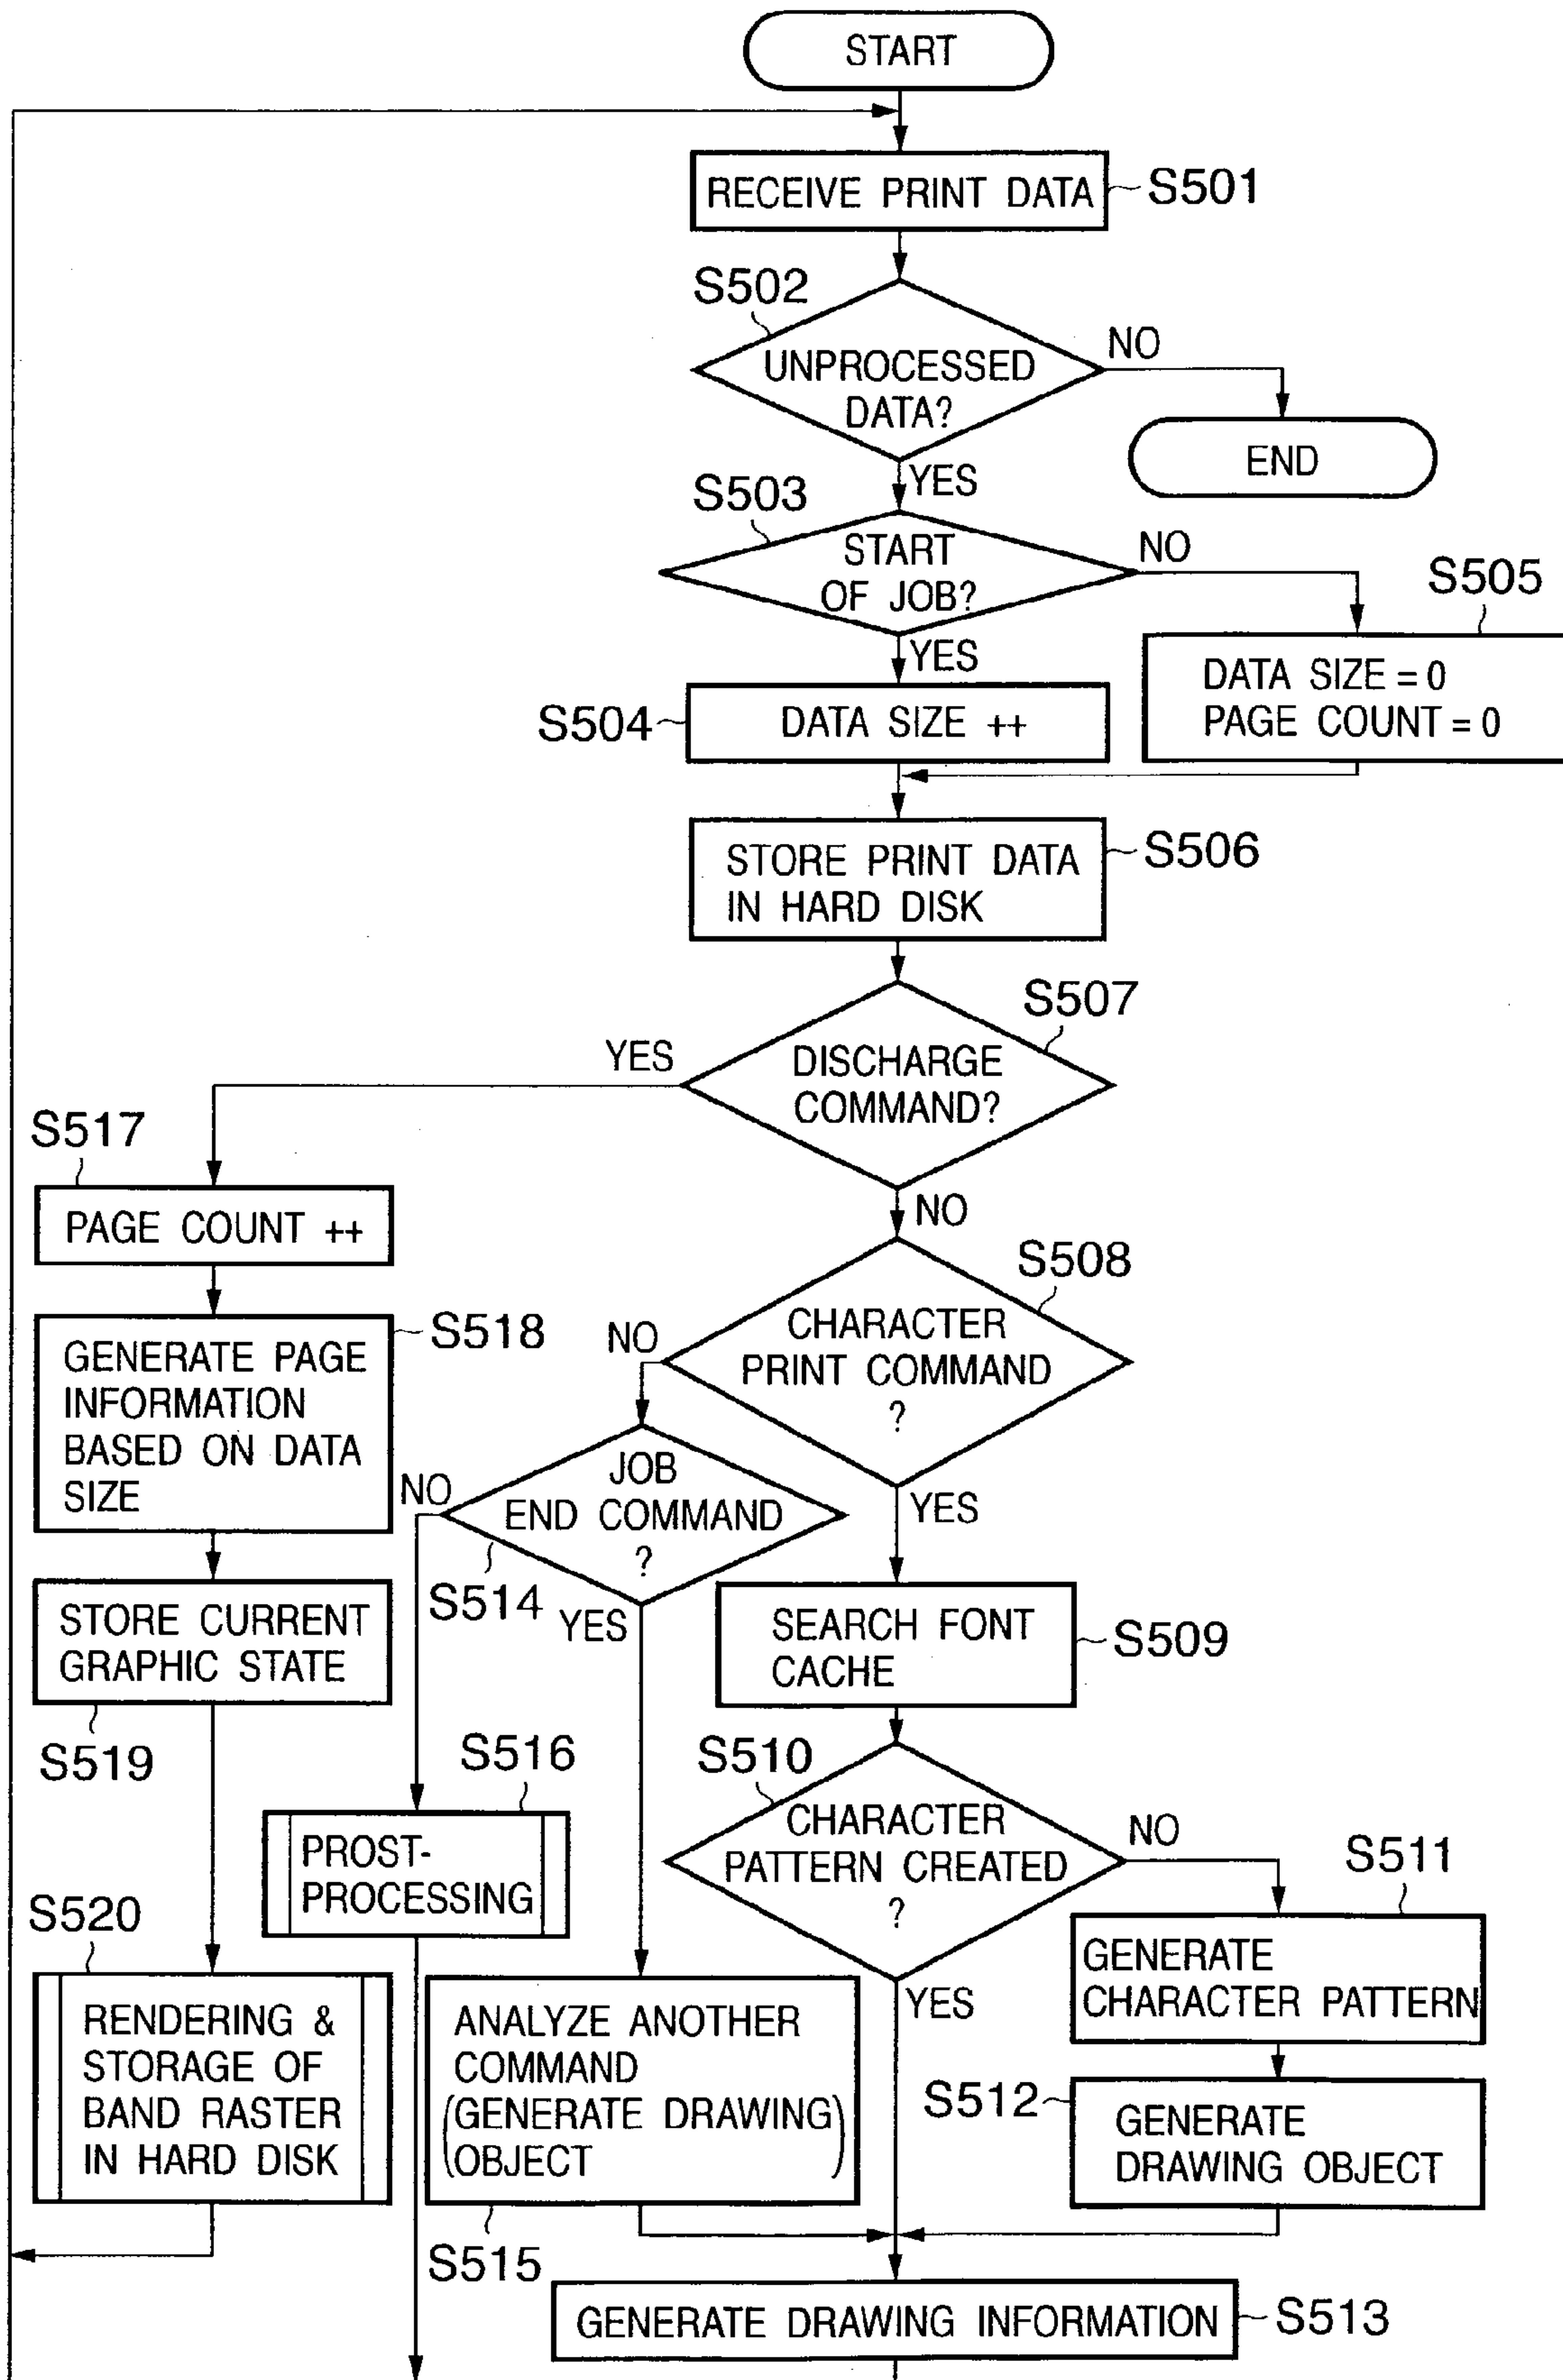 START
RECEIVE PRINT DATA
S501
S502
UNPROCESSED
DATA?
NO
END
YES
S503
START
OF JOB?
NO
S505
YES
DATA SIZE = 0
PAGE COUNT = 0
S504
DATA SIZE ++
STORE PRINT DATA
IN HARD DISK
S506
S507
DISCHARGE
COMMAND?
YES
S517
PAGE COUNT ++
NO
S508
CHARACTER
PRINT COMMAND
?
NO
S518
GENERATE PAGE
INFORMATION
BASED ON DATA
SIZE
JOB
END COMMAND
?
NO
S514
YES
YES
STORE CURRENT
GRAPHIC STATE
S519
SEARCH FONT
CACHE
S509
S516
PROST-
PROCESSING
S510
CHARACTER
PATTERN CREATED
?
NO
S511
YES
GENERATE
CHARACTER PATTERN
S520
RENDERING &
STORAGE OF
BAND RASTER
IN HARD DISK
ANALYZE ANOTHER
COMMAND
(GENERATE DRAWING
OBJECT)
S515
S512
GENERATE
DRAWING OBJECT
GENERATE DRAWING INFORMATION
S513